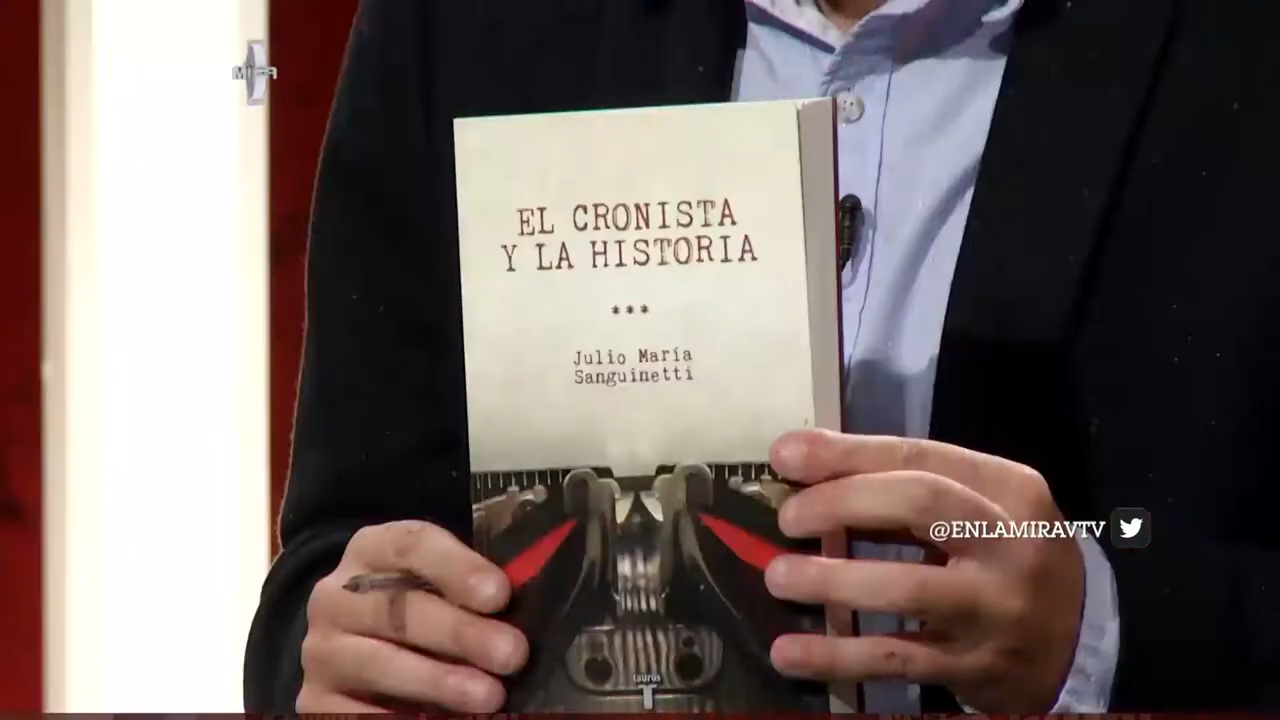 EL CRONISTA
Y LA HISTORIA
***
Julio María
Sanguinetti
@ENLAMIRAVTV
taurus
T